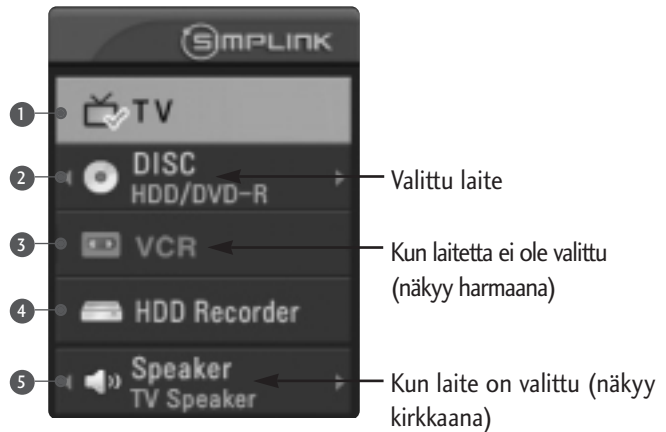 SIMPLINK
1 TV
2 DISC
HDD/DVD-R
Valittu laite
3 VCR
Kun laitetta ei ole valittu
(näkyy harmaana)
4 HDD Recorder
5 Speaker
TV Speaker
Kun laite on valittu (näkyy
kirkkaana)